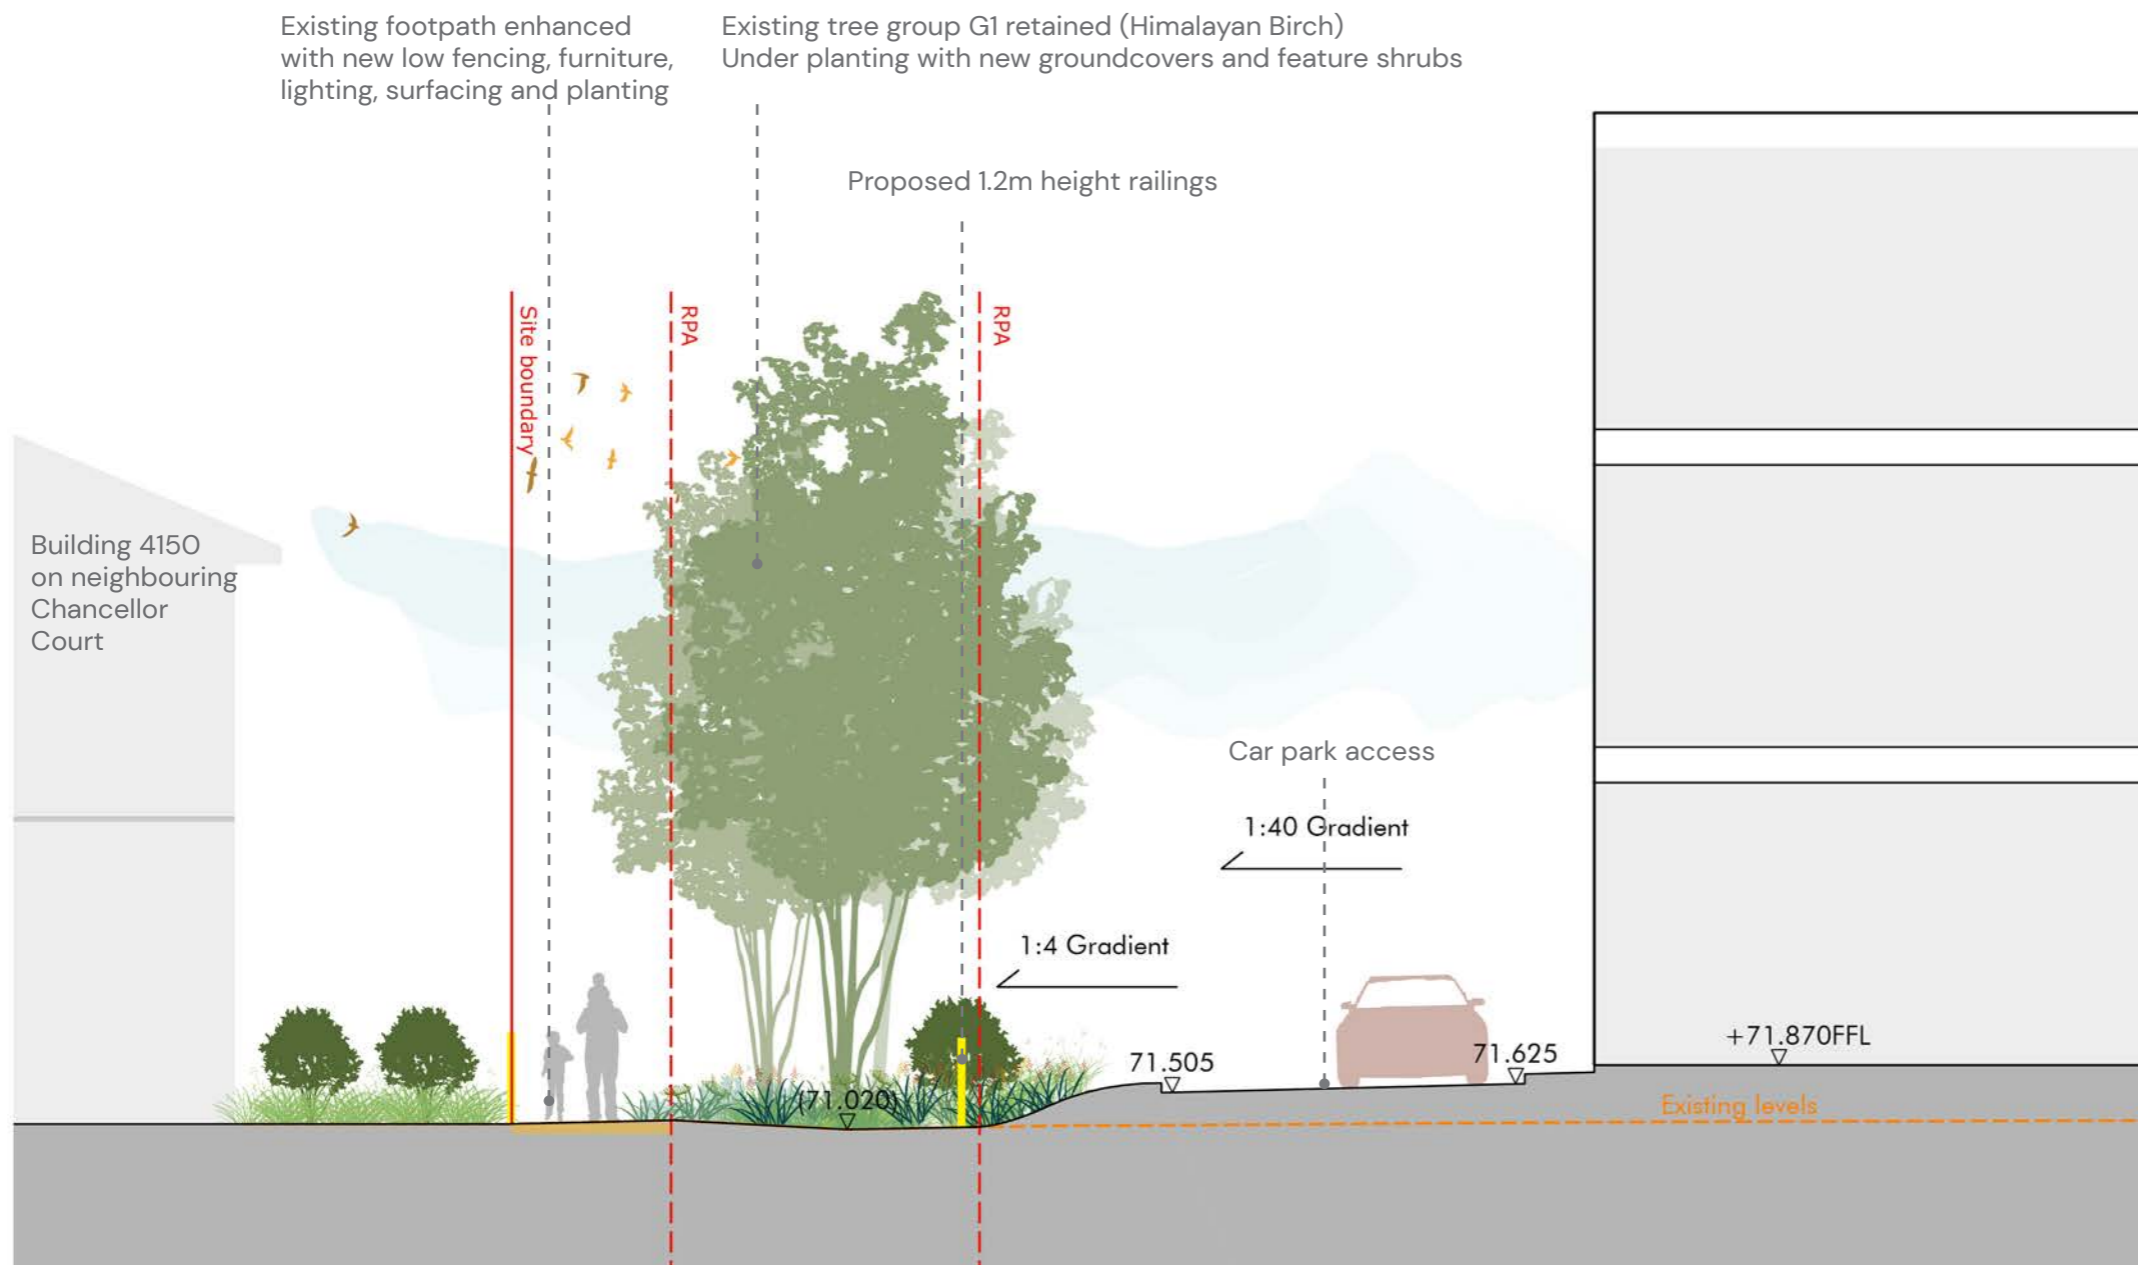 Existing footpath enhanced
with new low fencing, furniture,
lighting, surfacing and planting
Existing tree group G1 retained (Himalayan Birch)
Under planting with new groundcovers and feature shrubs
Proposed 1.2m height railings
Site boundary
RPA
RPA
Building 4150
on neighbouring
Chancellor
Court
Car park access
1:40 Gradient
1:4 Gradient
71.505
71.625
+71.870FFL
(71.020)
Existing levels